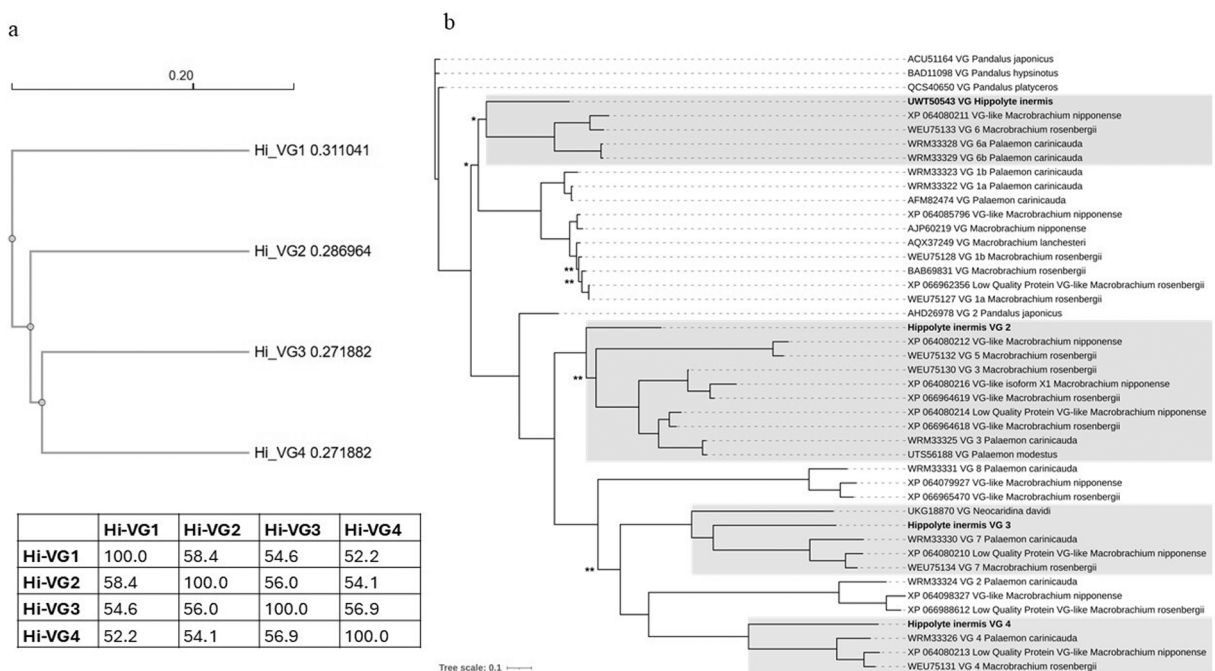 a
0.20
Hi_VG1 0.311041
Hi_VG2 0.286964
Hi_VG3 0.271882
Hi_VG4 0.271882
Hi-VG1 Hi-VG2 Hi-VG3 Hi-VG4
Hi-VG1 100.0 58.4 54.6 52.2
Hi-VG2 58.4 100.0 56.0 54.1
Hi-VG3 54.6 56.0 100.0 56.9
Hi-VG4 52.2 54.1 56.9 100.0
b
ACU51164 VG Pandalus japonicus
BAD11098 VG Pandalus hypsinotus
QCS40650 VG Pandalus platyceros
UWT50543 VG Hippolyte inermis
*
XP 064080211 VG-like Macrobrachium nipponense
WEU75133 VG 6 Macrobrachium rosenbergii
WRM33328 VG 6a Palaemon carinicauda
WRM33329 VG 6b Palaemon carinicauda
*
WRM33323 VG 1b Palaemon carinicauda
WRM33322 VG 1a Palaemon carinicauda
AFM82474 VG Palaemon carinicauda
XP 064085796 VG-like Macrobrachium nipponense
AJP60219 VG Macrobrachium nipponense
AQX37249 VG Macrobrachium lanchesteri
WEU75128 VG 1b Macrobrachium rosenbergii
**
BAB69831 VG Macrobrachium rosenbergii
**
XP 066962356 Low Quality Protein VG-like Macrobrachium rosenbergii
WEU75127 VG 1a Macrobrachium rosenbergii
AHD26978 VG 2 Pandalus japonicus
Hippolyte inermis VG 2
XP 064080212 VG-like Macrobrachium nipponense
WEU75132 VG 5 Macrobrachium rosenbergii
WEU75130 VG 3 Macrobrachium rosenbergii
**
XP 064080216 VG-like isoform X1 Macrobrachium nipponense
XP 066964619 VG-like Macrobrachium rosenbergii
XP 064080214 Low Quality Protein VG-like Macrobrachium nipponense
XP 066964618 VG-like Macrobrachium rosenbergii
WRM33325 VG 3 Palaemon carinicauda
UTS56188 VG Palaemon modestus
WRM33331 VG 8 Palaemon carinicauda
XP 064079927 VG-like Macrobrachium nipponense
XP 066965470 VG-like Macrobrachium rosenbergii
UKG18870 VG Neocaridina davidi
Hippolyte inermis VG 3
WRM33330 VG 7 Palaemon carinicauda
XP 064080210 Low Quality Protein VG-like Macrobrachium nipponense
WEU75134 VG 7 Macrobrachium rosenbergii
**
WRM33324 VG 2 Palaemon carinicauda
XP 064098327 VG-like Macrobrachium nipponense
XP 066988612 Low Quality Protein VG-like Macrobrachium rosenbergii
Hippolyte inermis VG 4
WRM33326 VG 4 Palaemon carinicauda
XP 064080213 Low Quality Protein VG-like Macrobrachium nipponense
WEU75131 VG 4 Macrobrachium rosenbergii
Tree scale: 0.1